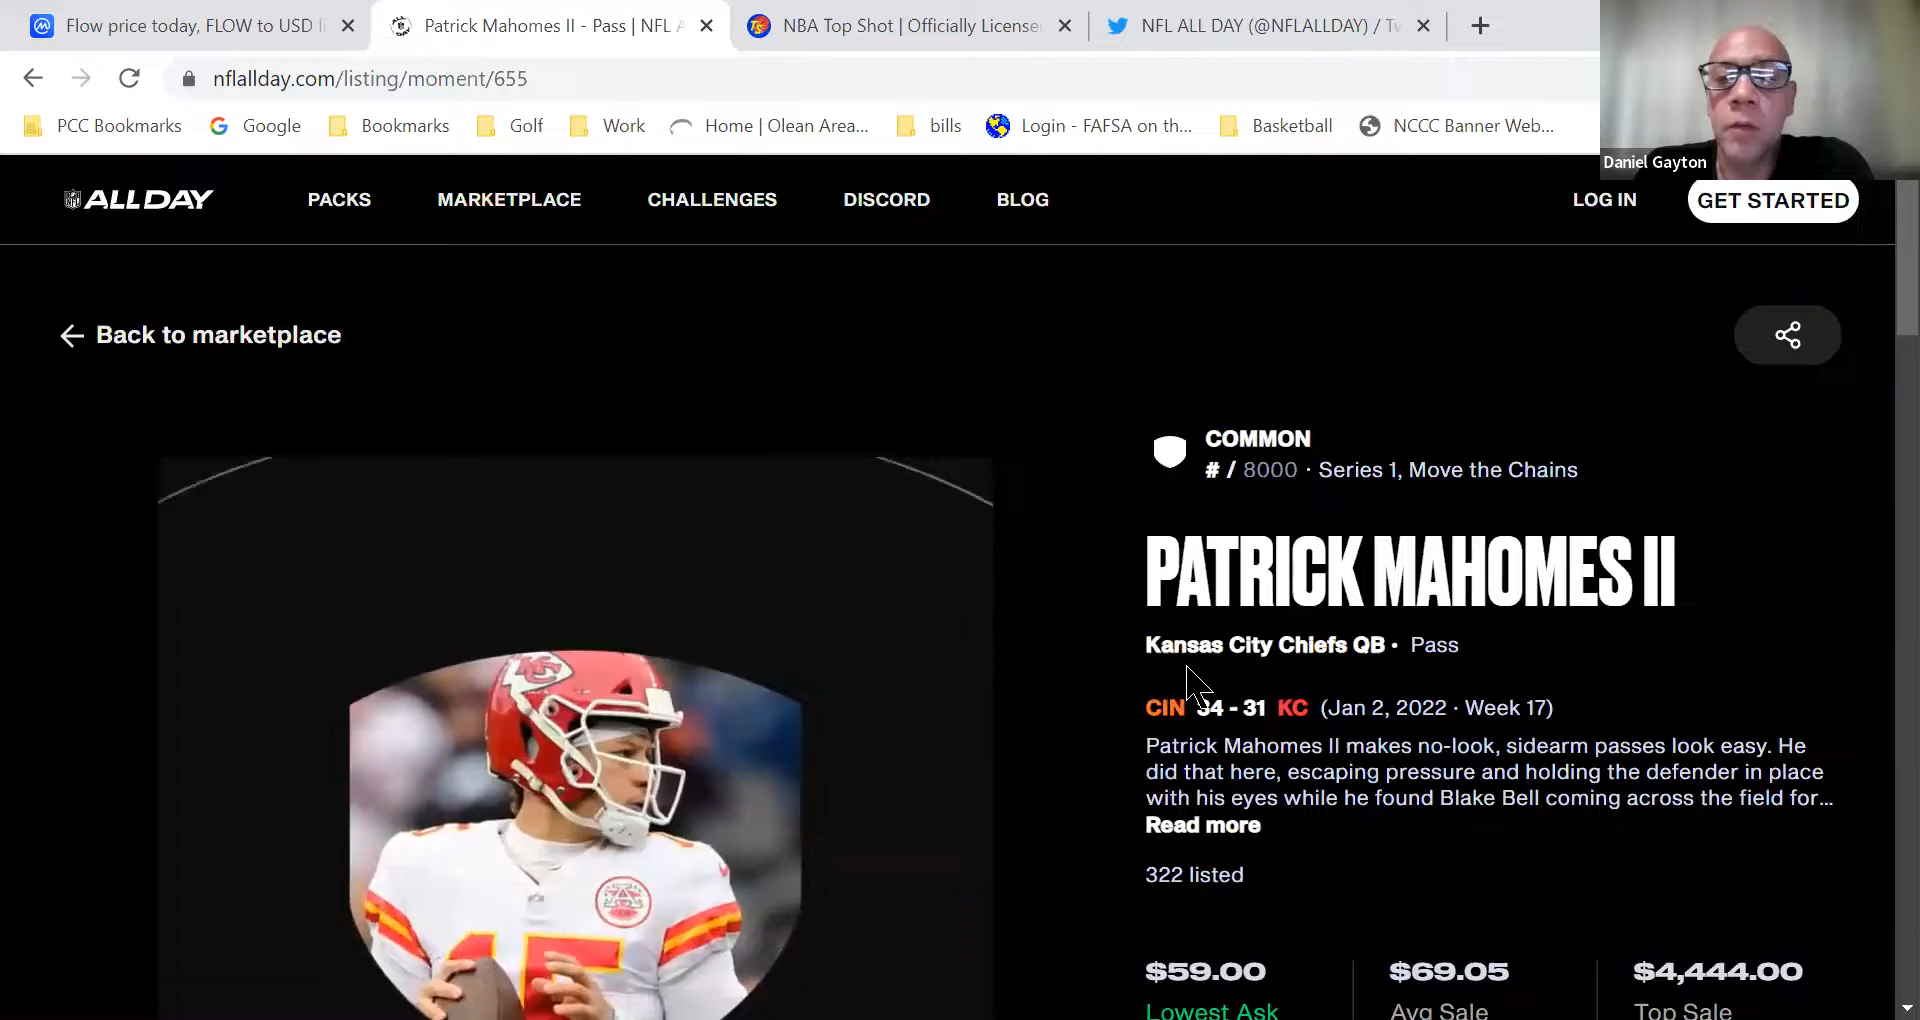 Flow price today, FLOW to USD li
Patrick Mahomes II - Pass | NFL A
NBA Top Shot | Officially License
NFL ALL DAY (@NFLALLDAY) / Tw
nflallday.com/listing/moment/655
PCC Bookmarks
Google
Bookmarks
Golf
Work
Home | Olean Area...
bills
Login - FAFSA on th...
Basketball
NCCC Banner Web...
Daniel Gayton
NFL ALL DAY
PACKS
MARKETPLACE
CHALLENGES
DISCORD
BLOG
LOG IN
GET STARTED
Back to marketplace
COMMON
# / 8000 · Series 1, Move the Chains
PATRICK MAHOMES II
Kansas City Chiefs QB • Pass
CIN 34 - 31 KC (Jan 2, 2022 · Week 17)
Patrick Mahomes II makes no-look, sidearm passes look easy. He
did that here, escaping pressure and holding the defender in place
with his eyes while he found Blake Bell coming across the field for...
Read more
322 listed
$59.00
Lowest Ask
$69.05
Avg Sale
$4,444.00
Top Sale
KC
15